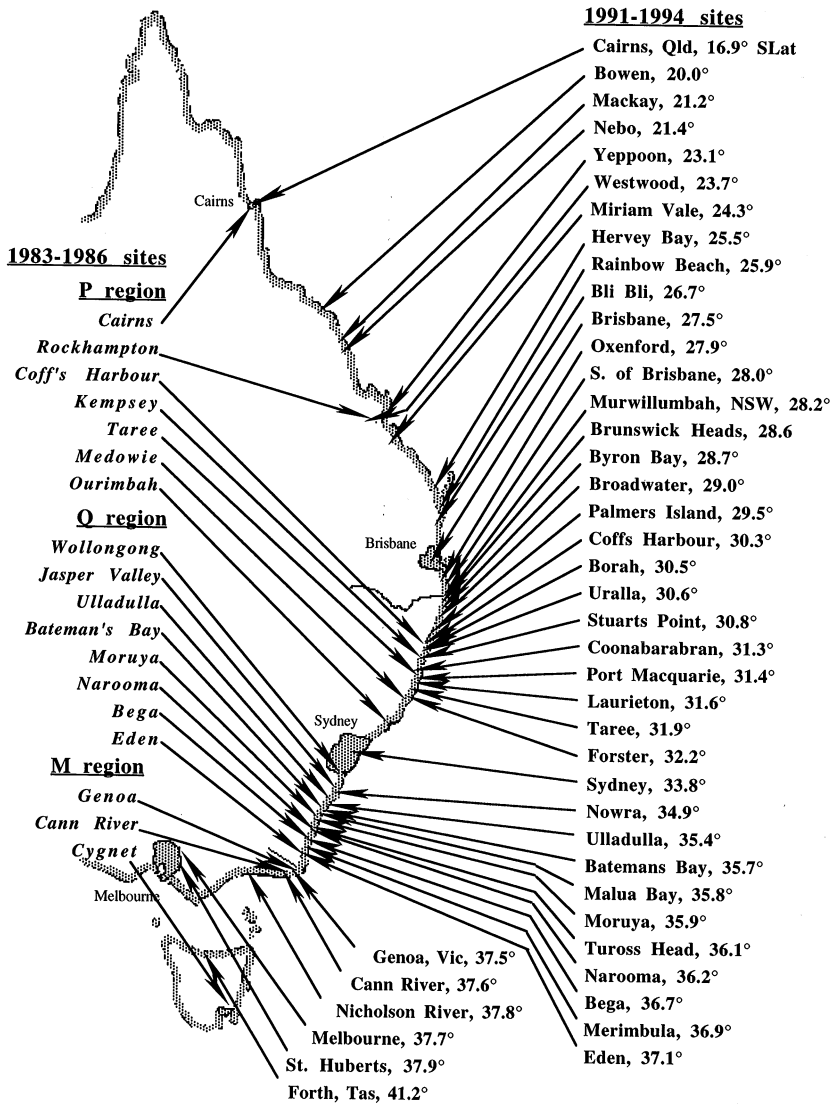 1991-1994 sites
Cairns, Qld, 16.9° SLat
Bowen, 20.0°
Mackay, 21.2°
Nebo, 21.4°
Yeppoon, 23.1°
Westwood, 23.7°
Miriam Vale, 24.3°
Hervey Bay, 25.5°
Rainbow Beach, 25.9°
Bli Bli, 26.7°
Brisbane, 27.5°
Oxenford, 27.9°
S. of Brisbane, 28.0°
Murwillumbah, NSW, 28.2°
Brunswick Heads, 28.6
Byron Bay, 28.7°
Broadwater, 29.0°
Palmers Island, 29.5°
Coffs Harbour, 30.3°
Borah, 30.5°
Uralla, 30.6°
Stuarts Point, 30.8°
Coonabarabran, 31.3°
Port Macquarie, 31.4°
Laurieton, 31.6°
Taree, 31.9°
Forster, 32.2°
Sydney, 33.8°
Nowra, 34.9°
Ulladulla, 35.4°
Batemans Bay, 35.7°
Malua Bay, 35.8°
Moruya, 35.9°
Tuross Head, 36.1°
Narooma, 36.2°
Bega, 36.7°
Merimbula, 36.9°
Eden, 37.1°
Genoa, Vic, 37.5°
Cann River, 37.6°
Nicholson River, 37.8°
Melbourne, 37.7°
St. Huberts, 37.9°
Forth, Tas, 41.2°
1983-1986 sites
P region
Cairns
Rockhampton
Coff's Harbour
Kempsey
Taree
Medowie
Ourimbah
Q region
Wollongong
Jasper Valley
Ulladulla
Bateman's Bay
Moruya
Narooma
Bega
Eden
M region
Genoa
Cann River
Cygnet
Cairns
Brisbane
Sydney
Melbourne